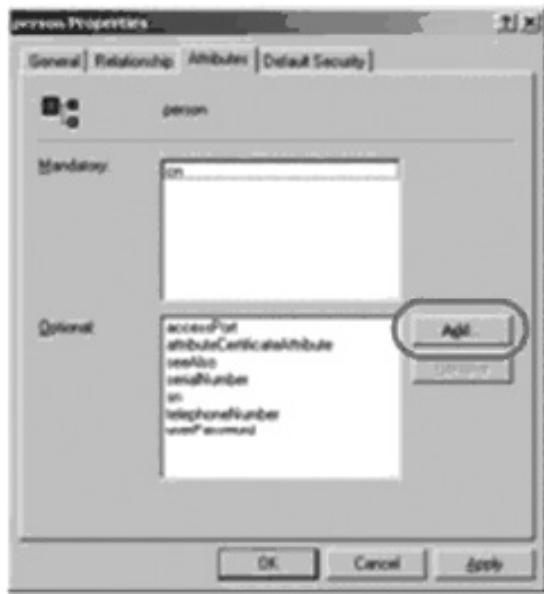 person Properties
General
Relationship
Attributes
Default Security
person
Mandatory:
cn
Optional:
accessPort
attributeCertificateAttribute
seeAlso
serialNumber
sn
telephoneNumber
userPassword
Add...
Remove
OK
Cancel
Apply